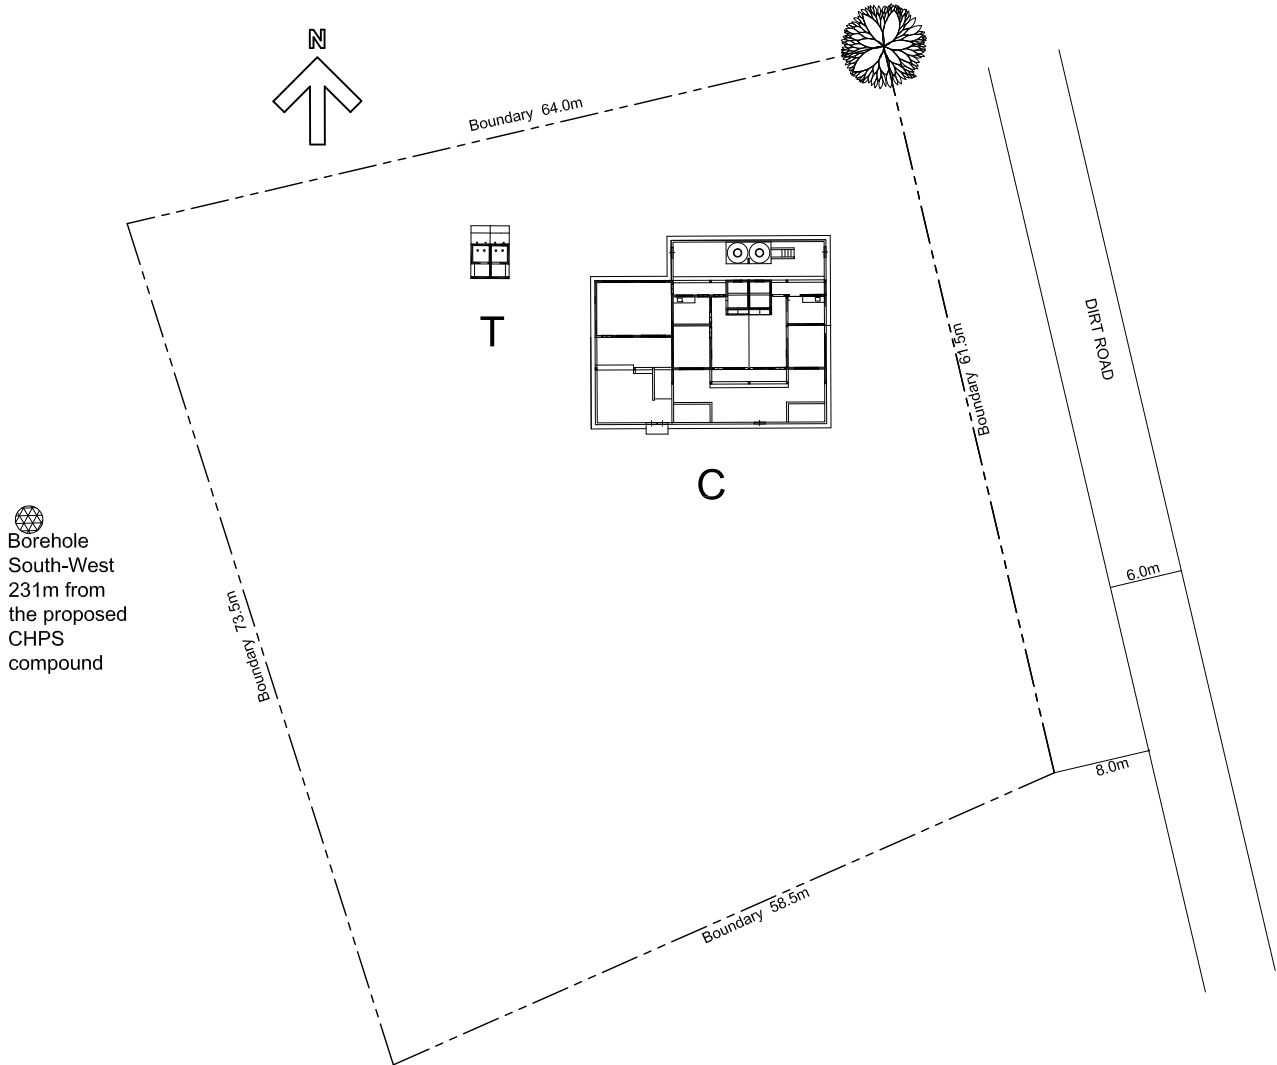 N
Boundary 64.0m
T
C
DIRT ROAD
Boundary 61.5m
Borehole
South-West
231m from
the proposed
CHPS
compound
Boundary 73.5m
6.0m
8.0m
Boundary 58.5m